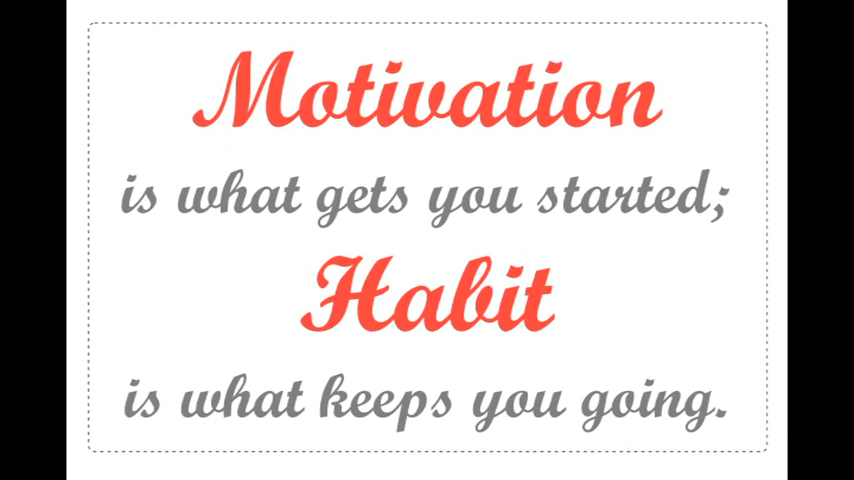 Motivation
is what gets you started;
Habit
is what keeps you going.